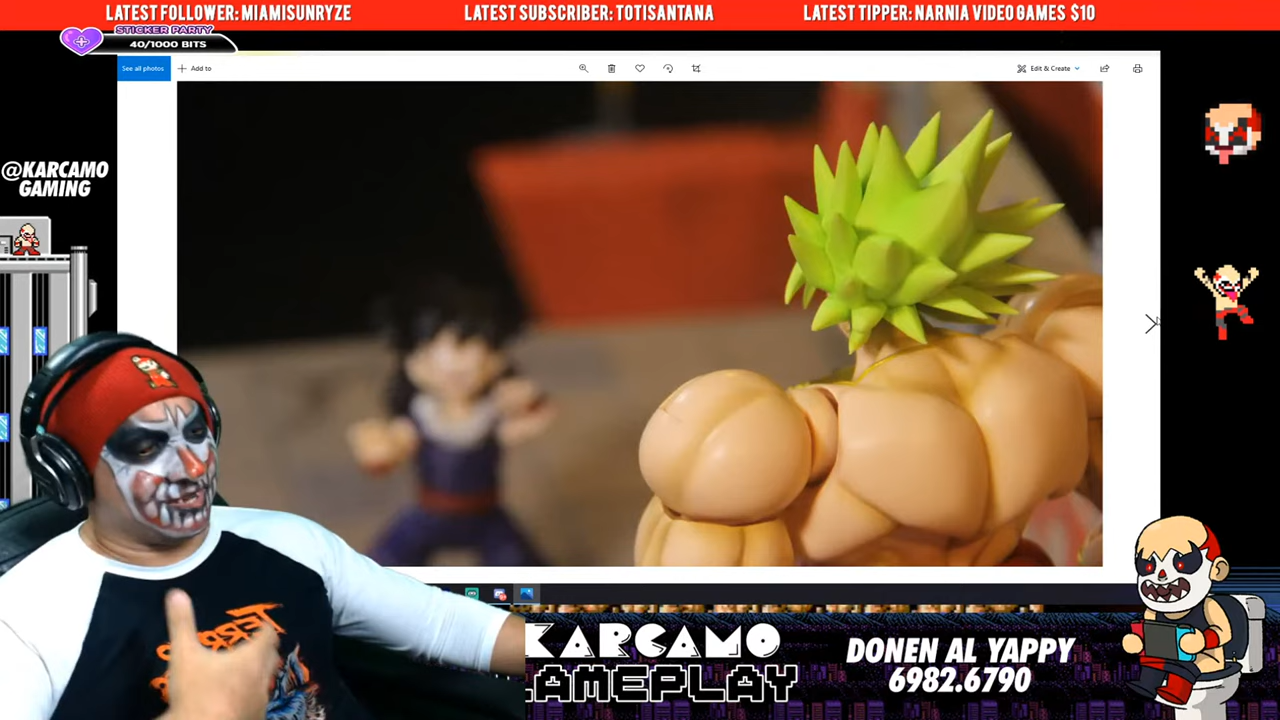 LATEST FOLLOWER: MIAMISUNRYZE
LATEST SUBSCRIBER: TOTISANTANA
LATEST TIPPER: NARNIA VIDEO GAMES $10
STICKER PARTY
40/1000 BITS
See all photos
Add to
Edit & Create
@KARCAMO
GAMING
KARCAMO
GAMEPLAY
DONEN AL YAPPY
6982.6790